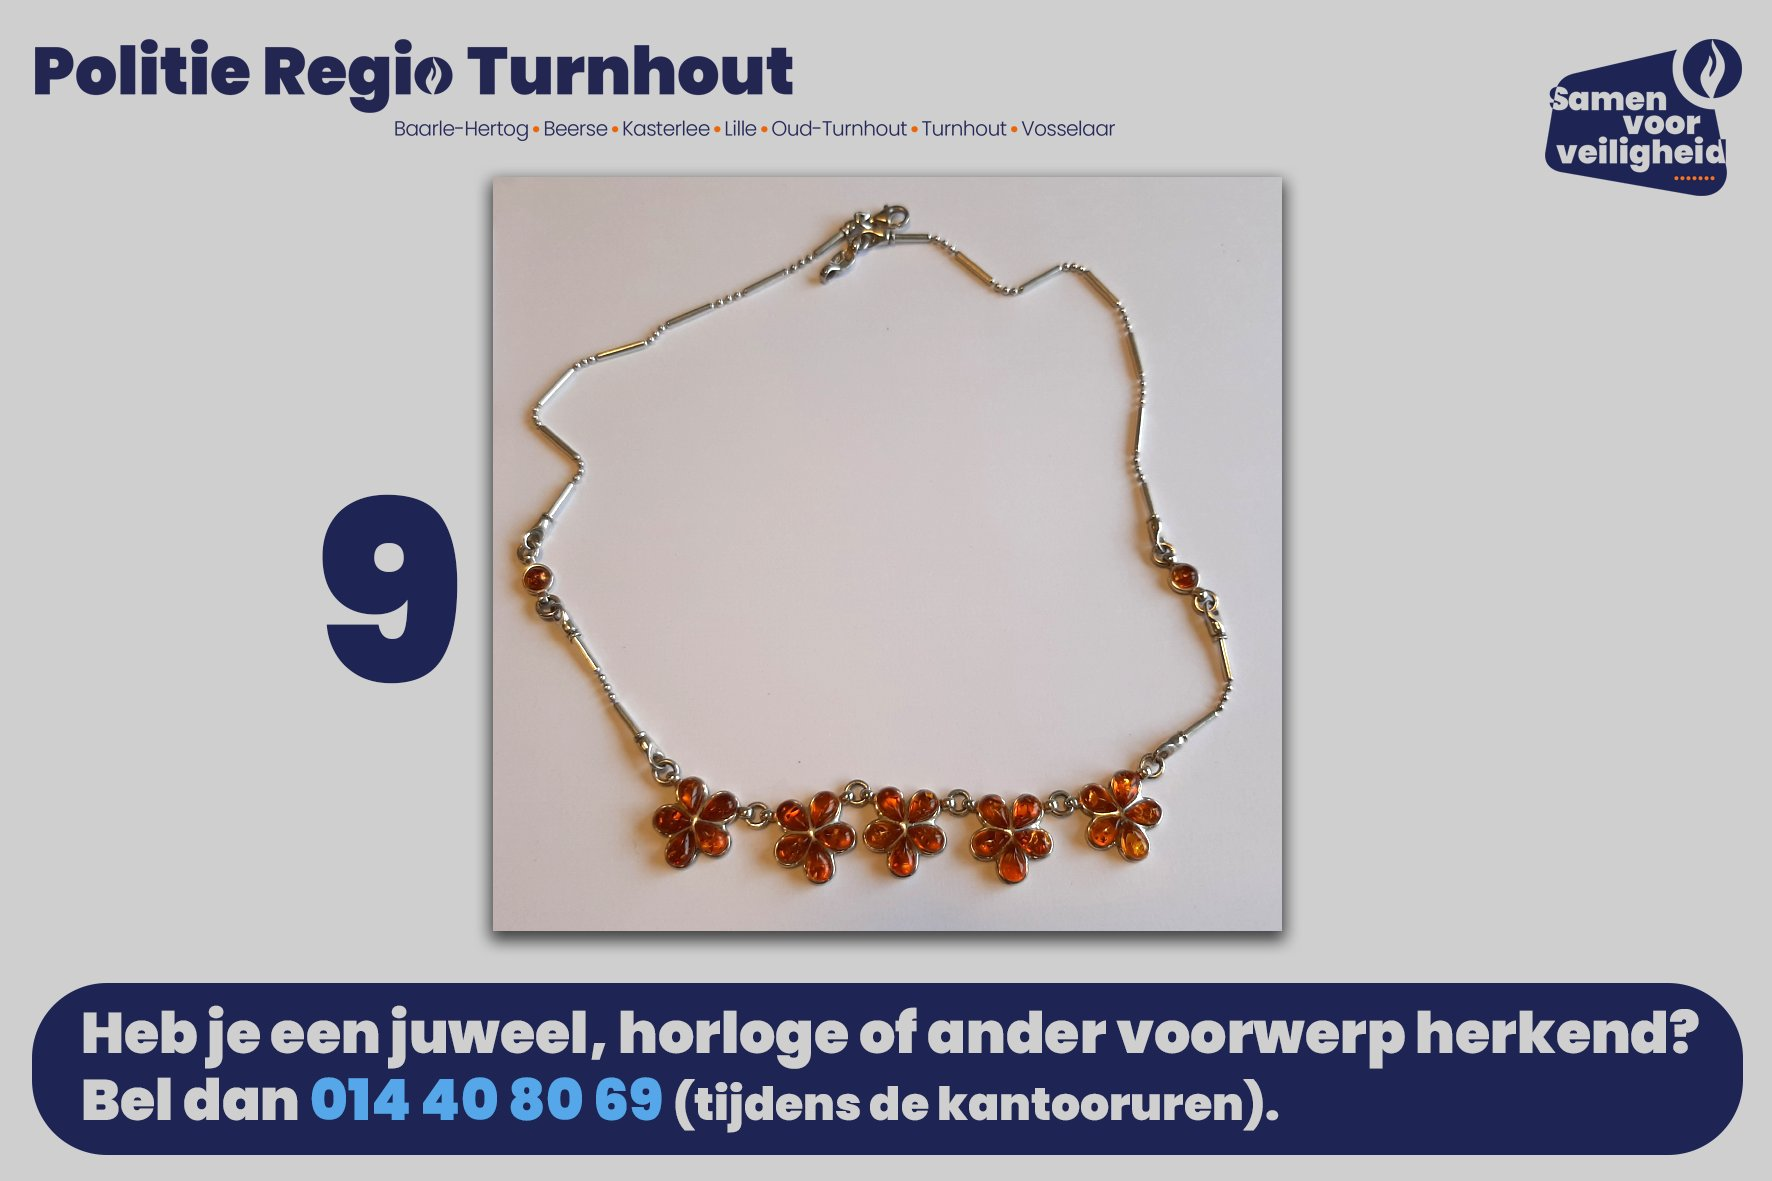 Politie Regio Turnhout
Baarle-Hertog • Beerse • Kasterlee • Lille • Oud-Turnhout • Turnhout • Vosselaar
Samen
voor
veiligheid
9
Heb je een juweel, horloge of ander voorwerp herkend?
Bel dan 014 40 80 69 (tijdens de kantooruren).